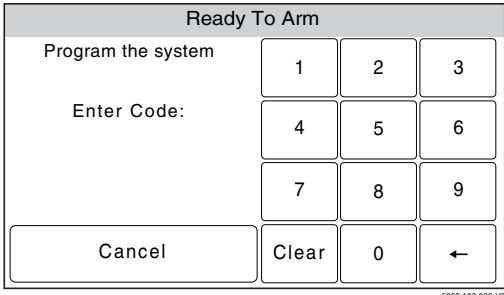 Ready To Arm
Program the system
Enter Code:
1 2 3
4 5 6
7 8 9
Cancel Clear 0 ←